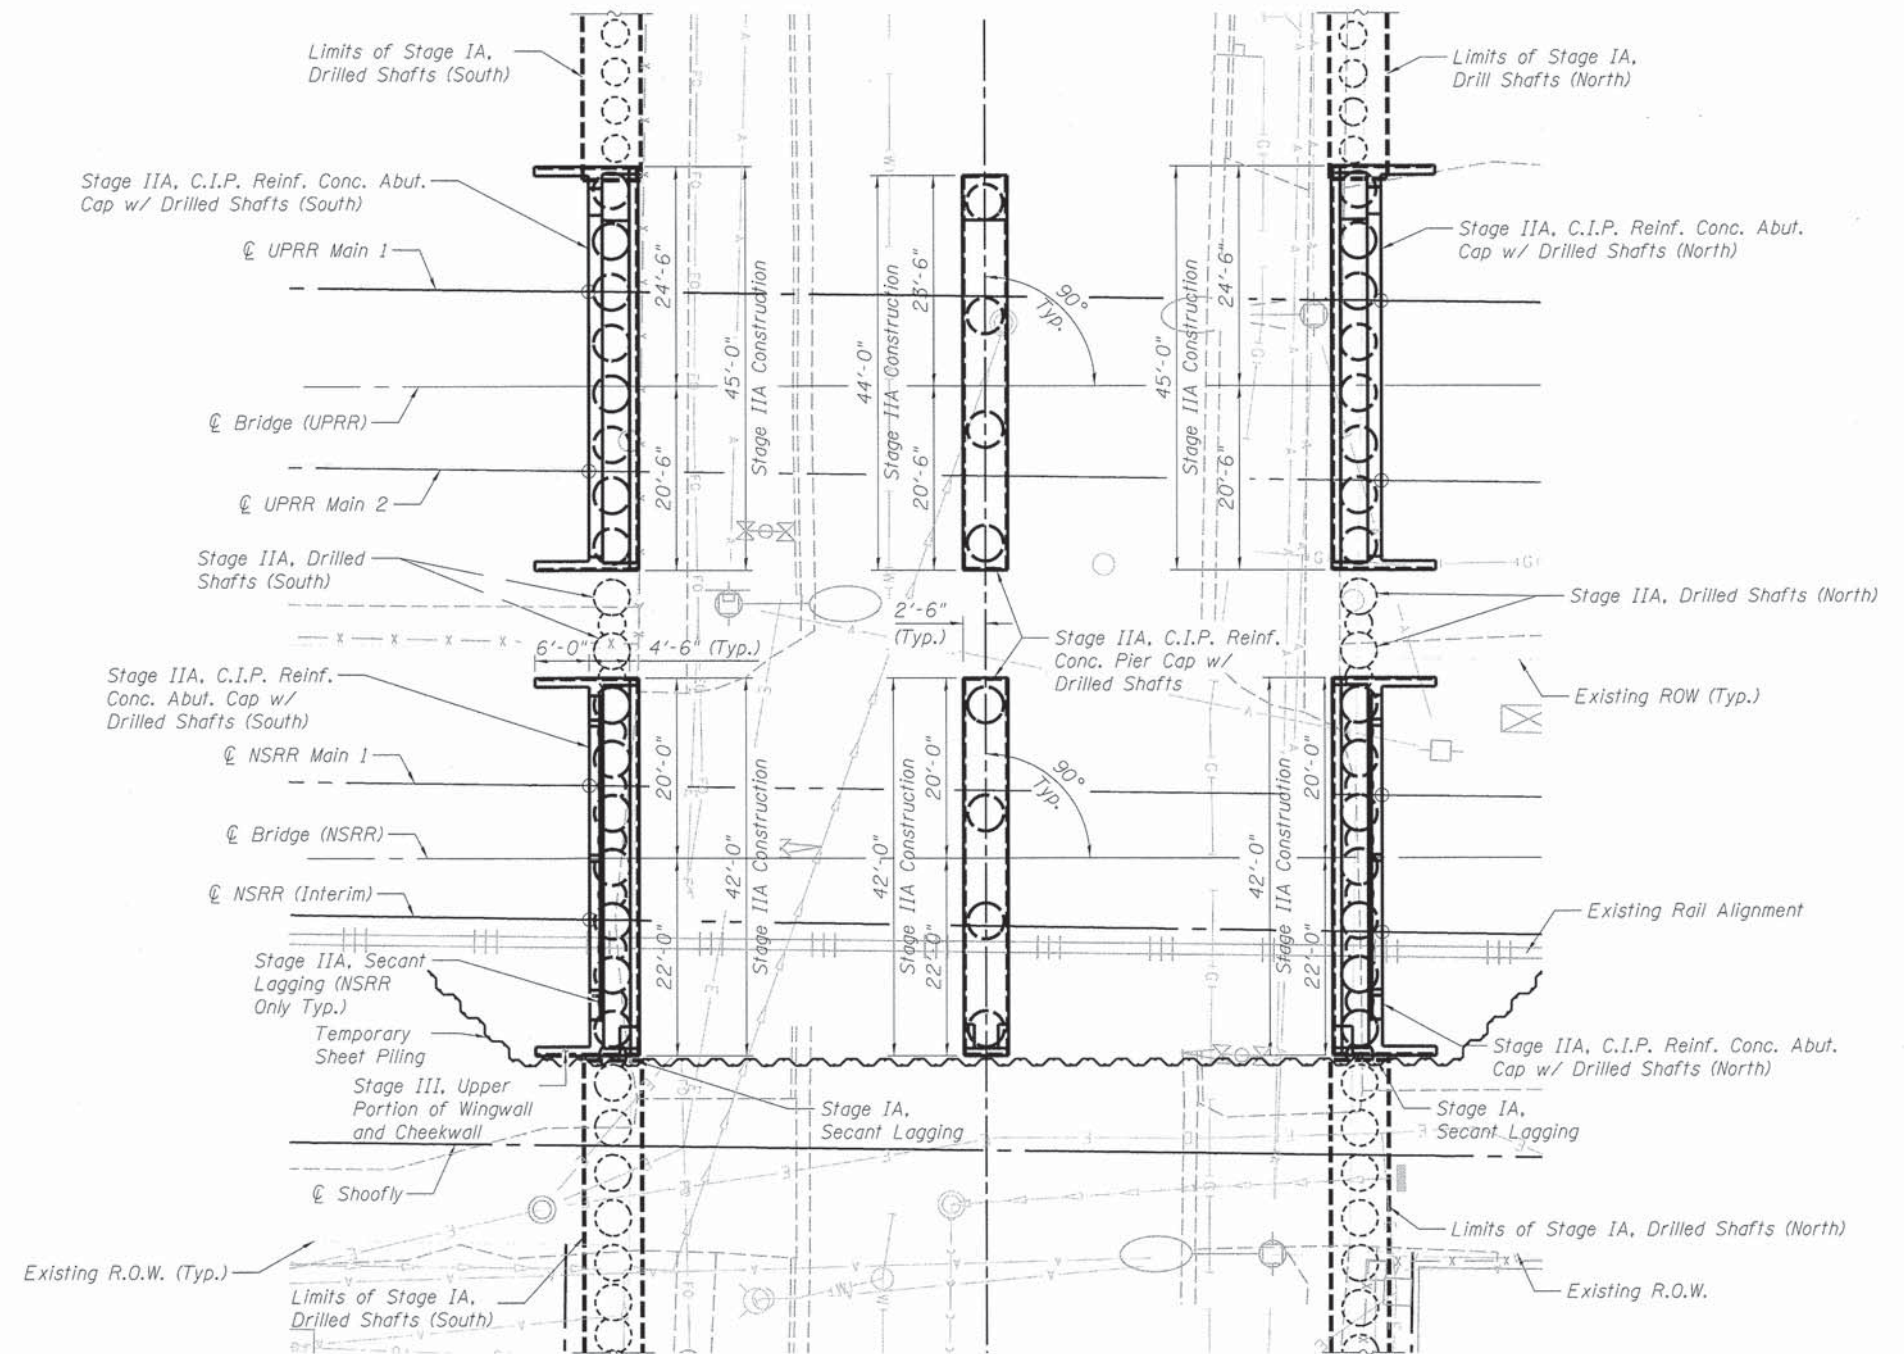 Limits of Stage IA,
Drilled Shafts (South)
Limits of Stage IA,
Drill Shafts (North)
Stage IIA, C.I.P. Reinf. Conc. Abut.
Cap w/ Drilled Shafts (South)
Stage IIA, C.I.P. Reinf. Conc. Abut.
Cap w/ Drilled Shafts (North)
℄ UPRR Main 1
℄ Bridge (UPRR)
℄ UPRR Main 2
24'-6"
20'-6"
45'-0"
Stage IIA Construction
44'-0"
Stage IIA Construction
23'-6"
20'-6"
90°
Typ.
45'-0"
Stage IIA Construction
24'-6"
20'-6"
Stage IIA, Drilled
Shafts (South)
Stage IIA, Drilled Shafts (North)
6'-0"
4'-6" (Typ.)
2'-6"
(Typ.)
Stage IIA, C.I.P. Reinf.
Conc. Pier Cap w/
Drilled Shafts
Existing ROW (Typ.)
Stage IIA, C.I.P. Reinf.
Conc. Abut. Cap w/
Drilled Shafts (South)
℄ NSRR Main 1
℄ Bridge (NSRR)
℄ NSRR (Interim)
20'-0"
22'-0"
42'-0"
Stage IIA Construction
42'-0"
Stage IIA Construction
20'-0"
22'-0"
90°
Typ.
42'-0"
Stage IIA Construction
20'-0"
22'-0"
Existing Rail Alignment
Stage IIA, Secant
Lagging (NSRR
Only Typ.)
Temporary
Sheet Piling
Stage IIA, C.I.P. Reinf. Conc. Abut.
Cap w/ Drilled Shafts (North)
Stage III, Upper
Portion of Wingwall
and Cheekwall
Stage IA,
Secant Lagging
Stage IA,
Secant Lagging
℄ Shoofly
Limits of Stage IA, Drilled Shafts (North)
Existing R.O.W. (Typ.)
Existing R.O.W.
Limits of Stage IA,
Drilled Shafts (South)